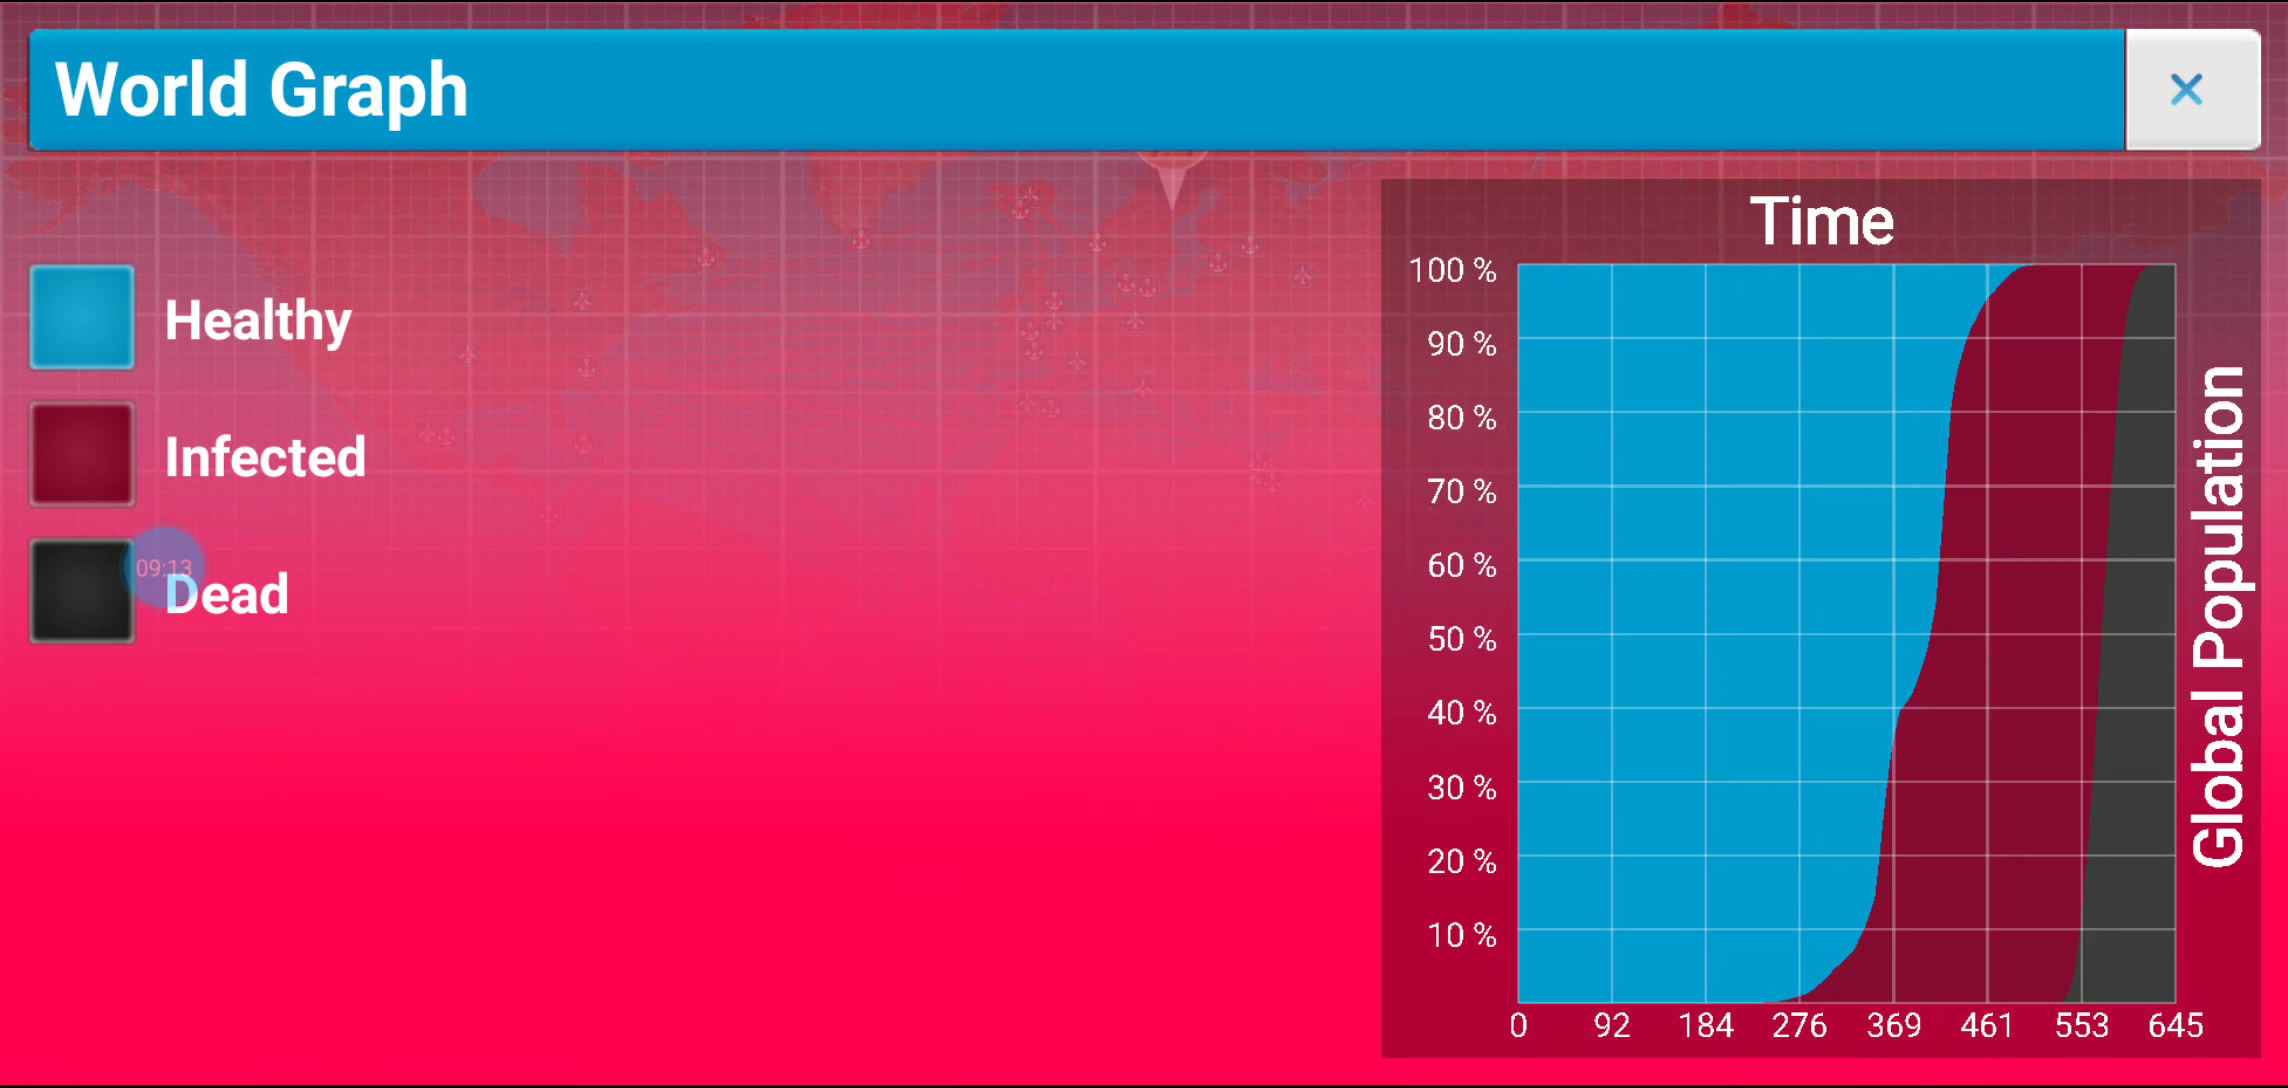 World Graph
×
Healthy
Infected
09:13
Dead
Time
100 %
90 %
80 %
70 %
60 %
50 %
40 %
30 %
20 %
10 %
0 92 184 276 369 461 553 645
Global Population